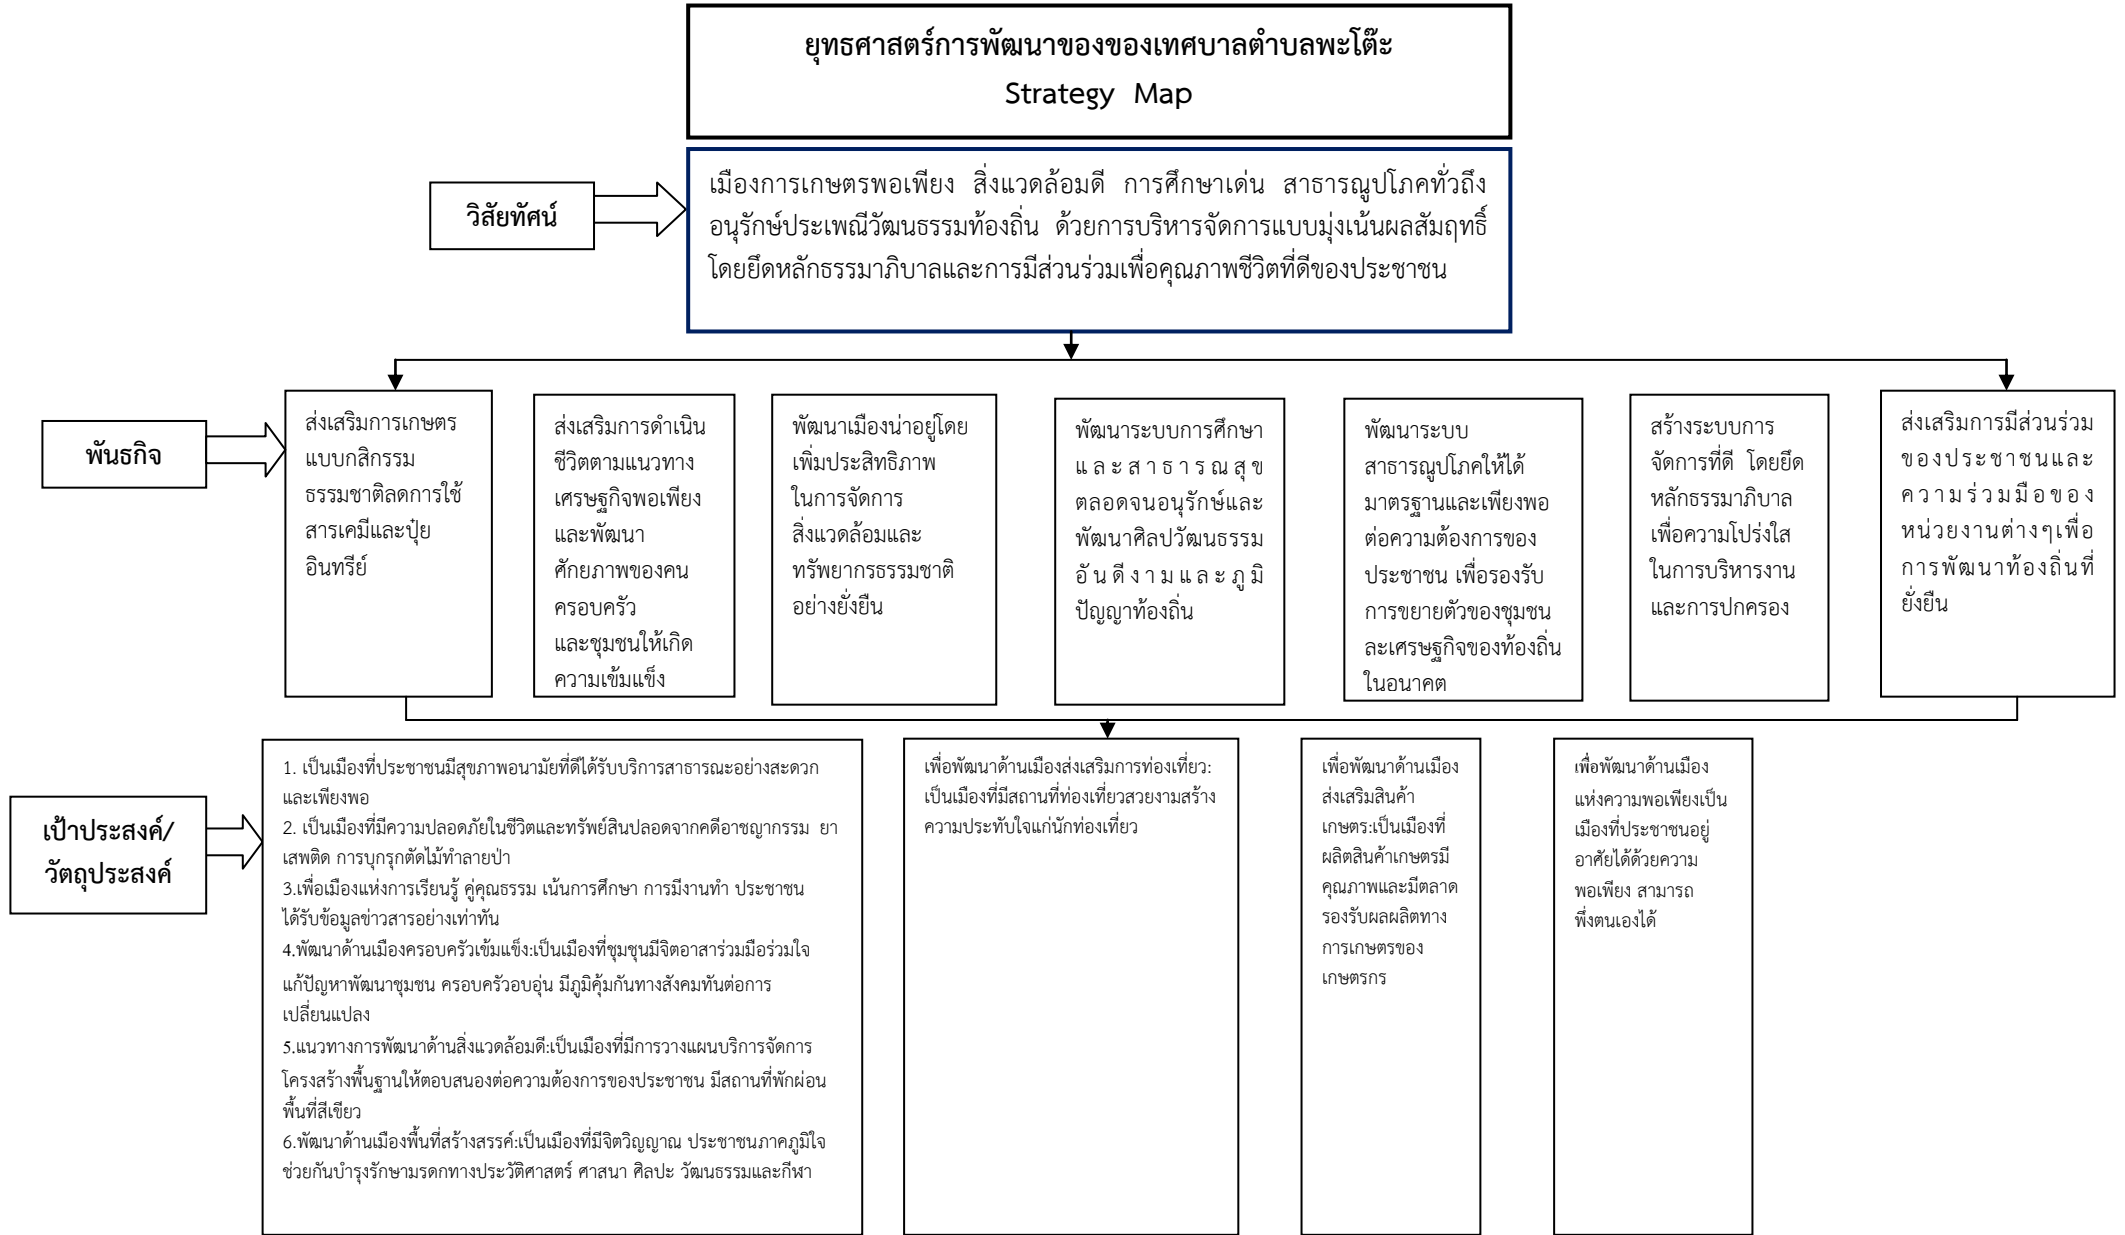 ยุทธศาสตร์การพัฒนาของของเทศบาลตำบลพะโต๊ะ
Strategy Map
วิสัยทัศน์
เมืองการเกษตรพอเพียง สิ่งแวดล้อมดี การศึกษาเด่น สาธารณูปโภคทั่วถึง
อนุรักษ์ประเพณีวัฒนธรรมท้องถิ่น ด้วยการบริหารจัดการแบบมุ่งเน้นผลสัมฤทธิ์
โดยยึดหลักธรรมาภิบาลและการมีส่วนร่วมเพื่อคุณภาพชีวิตที่ดีของประชาชน
พันธกิจ
ส่งเสริมการเกษตร
แบบกสิกรรม
ธรรมชาติลดการใช้
สารเคมีและปุ๋ย
อินทรีย์
ส่งเสริมการดำเนิน
ชีวิตตามแนวทาง
เศรษฐกิจพอเพียง
และพัฒนา
ศักยภาพของคน
ครอบครัว
และชุมชนให้เกิด
ความเข้มแข็ง
พัฒนาเมืองน่าอยู่โดย
เพิ่มประสิทธิภาพ
ในการจัดการ
สิ่งแวดล้อมและ
ทรัพยากรธรรมชาติ
อย่างยั่งยืน
พัฒนาระบบการศึกษา
และสาธารณสุข
ตลอดจนอนุรักษ์และ
พัฒนาศิลปวัฒนธรรม
อันดีงามและภูมิ
ปัญญาท้องถิ่น
พัฒนาระบบ
สาธารณูปโภคให้ได้
มาตรฐานและเพียงพอ
ต่อความต้องการของ
ประชาชน เพื่อรองรับ
การขยายตัวของชุมชน
ละเศรษฐกิจของท้องถิ่น
ในอนาคต
สร้างระบบการ
จัดการที่ดี โดยยึด
หลักธรรมาภิบาล
เพื่อความโปร่งใส
ในการบริหารงาน
และการปกครอง
ส่งเสริมการมีส่วนร่วม
ของประชาชนและ
ความร่วมมือของ
หน่วยงานต่างๆเพื่อ
การพัฒนาท้องถิ่นที่
ยั่งยืน
เป้าประสงค์/
วัตถุประสงค์
1. เป็นเมืองที่ประชาชนมีสุขภาพอนามัยที่ดีได้รับบริการสาธารณะอย่างสะดวก
และเพียงพอ
2. เป็นเมืองที่มีความปลอดภัยในชีวิตและทรัพย์สินปลอดจากคดีอาชญากรรม ยา
เสพติด การบุกรุกตัดไม้ทำลายป่า
3.เพื่อเมืองแห่งการเรียนรู้ คู่คุณธรรม เน้นการศึกษา การมีงานทำ ประชาชน
ได้รับข้อมูลข่าวสารอย่างเท่าทัน
4.พัฒนาด้านเมืองครอบครัวเข้มแข็ง:เป็นเมืองที่ชุมชุนมีจิตอาสาร่วมมือร่วมใจ
แก้ปัญหาพัฒนาชุมชน ครอบครัวอบอุ่น มีภูมิคุ้มกันทางสังคมทันต่อการ
เปลี่ยนแปลง
5.แนวทางการพัฒนาด้านสิ่งแวดล้อมดี:เป็นเมืองที่มีการวางแผนบริการจัดการ
โครงสร้างพื้นฐานให้ตอบสนองต่อความต้องการของประชาชน มีสถานที่พักผ่อน
พื้นที่สีเขียว
6.พัฒนาด้านเมืองพื้นที่สร้างสรรค์:เป็นเมืองที่มีจิตวิญญาณ ประชาชนภาคภูมิใจ
ช่วยกันบำรุงรักษามรดกทางประวัติศาสตร์ ศาสนา ศิลปะ วัฒนธรรมและกีฬา
เพื่อพัฒนาด้านเมืองส่งเสริมการท่องเที่ยว:
เป็นเมืองที่มีสถานที่ท่องเที่ยวสวยงามสร้าง
ความประทับใจแก่นักท่องเที่ยว
เพื่อพัฒนาด้านเมือง
ส่งเสริมสินค้า
เกษตร:เป็นเมืองที่
ผลิตสินค้าเกษตรมี
คุณภาพและมีตลาด
รองรับผลผลิตทาง
การเกษตรของ
เกษตรกร
เพื่อพัฒนาด้านเมือง
แห่งความพอเพียงเป็น
เมืองที่ประชาชนอยู่
อาศัยได้ด้วยความ
พอเพียง สามารถ
พึ่งตนเองได้